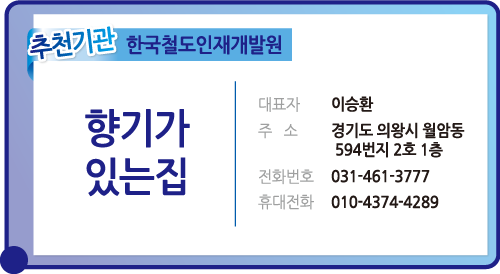 추천기관 한국철도인재개발원
향기가
있는집
대표자 이승환
주 소 경기도 의왕시 월암동
594번지 2호 1층
전화번호 031-461-3777
휴대전화 010-4374-4289